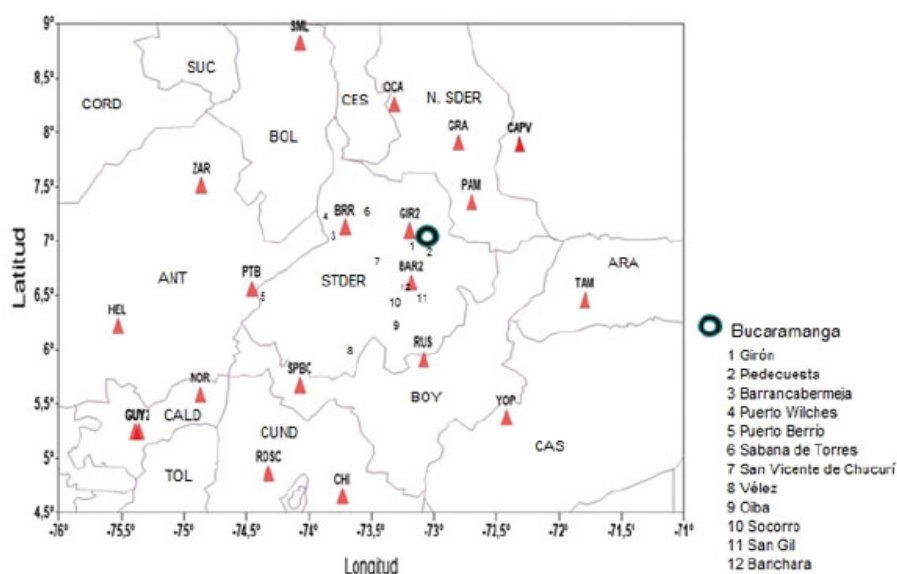 9°
SML
SUC
CES
OCA
N. SDER
CORD
8,5°
BOL
GRA
CAPV
8°
ZAR
7,5°
PAM
BRR
6
4
GIR2
3
7°
1
2
7
BAR2
ARA
ANT
PTB
STDER
12
TAM
6,5°
5
10
11
HEL
9
Bucaramanga
6°
8
RUS
1 Girón
SPBC
2 Piedecuesta
NOR
BOY
3 Barrancabermeja
5,5°
YOP
4 Puerto Wilches
CALD
CUND
5 Puerto Berrío
CAS
6 Sabana de Torres
5°
TOL
RDSC
7 San Vicente de Chucurí
CHI
8 Vélez
4,5°
9 Oiba
-76° -75,5° -75° -74,5° -74° -73,5° -73° -72,5° -72° -71,5° -71° -71°
10 Socorro
11 San Gil
Longitud
12 Barichara
Latitud